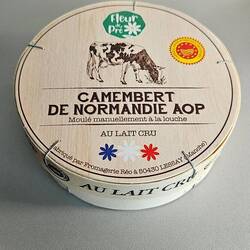 Fleur
du
Pré
CAMEMBERT
DE NORMANDIE AOP
Moulé manuellement à la louche
AU LAIT CRU
Fabriqué par Fromagerie Réo à 50430 LESSAY (Manche)
AU LAIT CRU